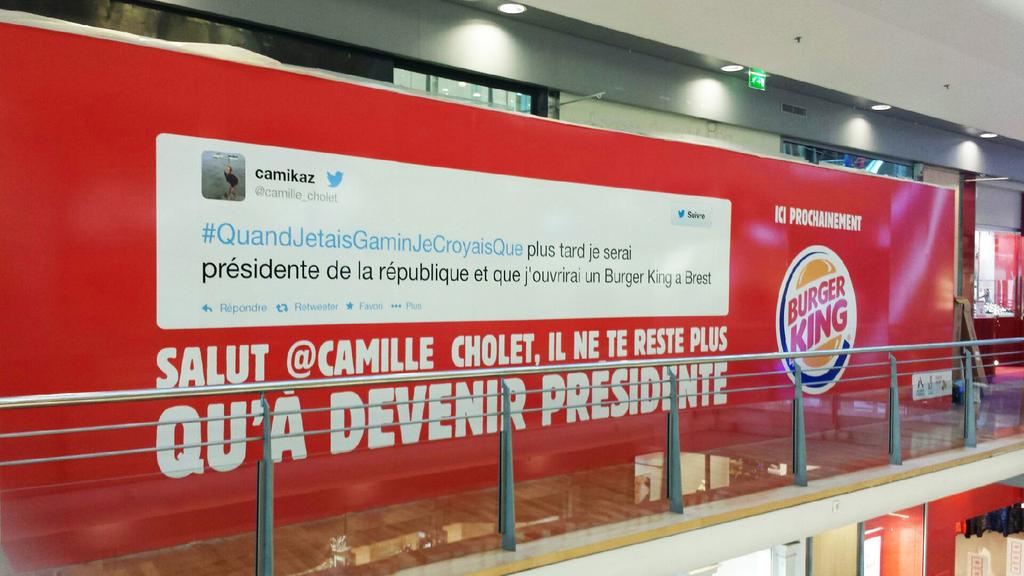 camikaz
@camille_cholet
Suivre
#QuandJetaisGaminJeCroyaisQue plus tard je serai
présidente de la république et que j'ouvrirai un Burger King a Brest
Répondre Retweeter Favori Plus
SALUT @CAMILLE CHOLET, IL NE TE RESTE PLUS
QU'À DEVENIR PRÉSIDENTE
ICI PROCHAINEMENT
BURGER
KING